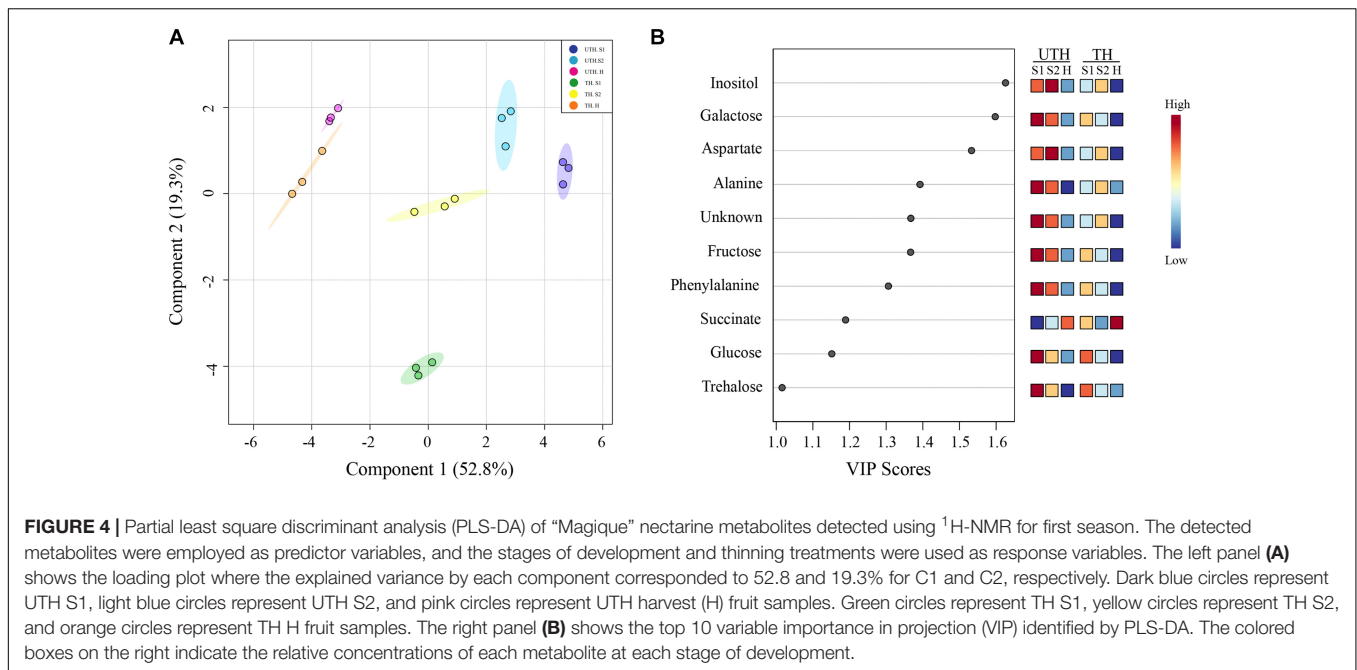 A
UTH. S1
UTH.S2
UTH. H
TH. S1
TH. S2
TH. H
2
0
-2
-4
Component 2 (19.3%)
-6 -4 -2 0 2 4 6
Component 1 (52.8%)
B
UTH TH
S1 S2 H S1 S2 H
Inositol
Galactose
Aspartate
Alanine
Unknown
Fructose
Phenylalanine
Succinate
Glucose
Trehalose
1.0 1.1 1.2 1.3 1.4 1.5 1.6
VIP Scores
High
Low
FIGURE 4 | Partial least square discriminant analysis (PLS-DA) of “Magique” nectarine metabolites detected using ¹H-NMR for first season. The detected
metabolites were employed as predictor variables, and the stages of development and thinning treatments were used as response variables. The left panel (A)
shows the loading plot where the explained variance by each component corresponded to 52.8 and 19.3% for C1 and C2, respectively. Dark blue circles represent
UTH S1, light blue circles represent UTH S2, and pink circles represent UTH harvest (H) fruit samples. Green circles represent TH S1, yellow circles represent TH S2,
and orange circles represent TH H fruit samples. The right panel (B) shows the top 10 variable importance in projection (VIP) identified by PLS-DA. The colored
boxes on the right indicate the relative concentrations of each metabolite at each stage of development.